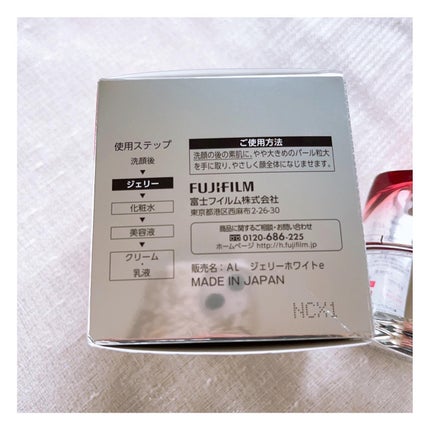 使用ステップ
洗顔後
ジェリー
化粧水
美容液
クリーム・
乳液
ご使用方法
洗顔の後の素肌に、やや大きめのパール粒大
を手に取り、やさしく顔全体になじませます。
FUJIFILM
富士フイルム株式会社
東京都港区西麻布2-26-30
商品に関するご相談・お問い合わせ
0120-686-225
ホームページ http://h.fujifilm.jp
販売名：AL ジェリーホワイトe
MADE IN JAPAN
NCX1